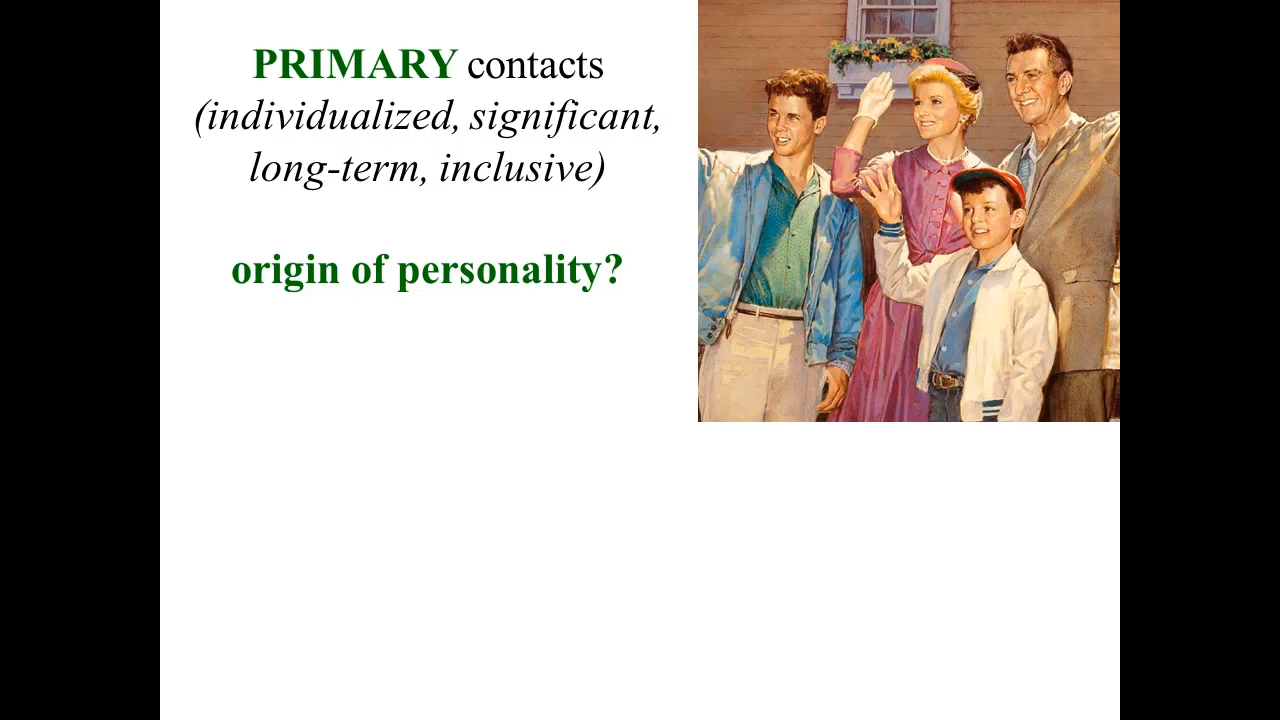 PRIMARY contacts
(individualized, significant,
long-term, inclusive)
origin of personality?